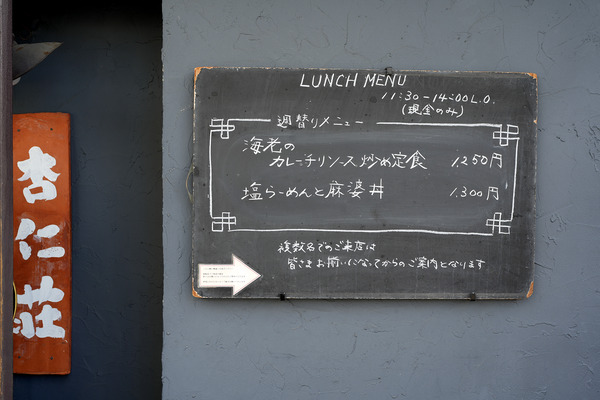 杏仁荘
LUNCH MENU
11:30-14:00 L.O.
(現金のみ)
週替りメニュー
海老の
カレーチリソース炒め定食 1,250円
塩らーめんと麻婆丼 1,300円
複数名でのご来店は
皆さまお揃いになってからのご案内となります